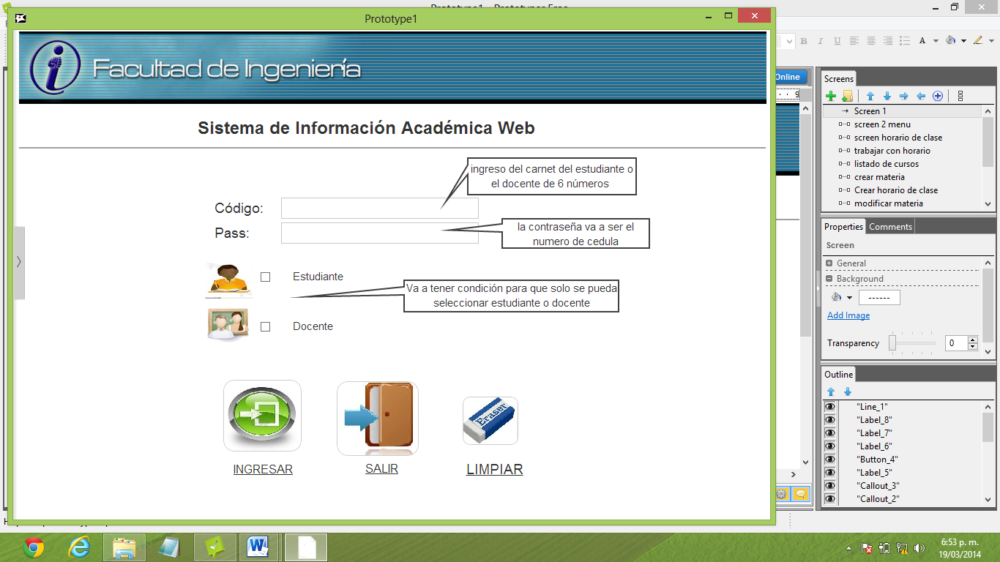 Prototype1
Facultad de Ingeniería
Sistema de Información Académica Web
ingreso del carnet del estudiante o
el docente de 6 números
Código:
Pass:
la contraseña va a ser el
numero de cedula
Estudiante
Va a tener condición para que solo se pueda
seleccionar estudiante o docente
Docente
Eraser
INGRESAR
SALIR
LIMPIAR
Online
9
B I U A
Screens
Screen 1
screen 2 menu
screen horario de clase
trabajar con horario
listado de cursos
crear materia
Crear horario de clase
modificar materia
Properties Comments
Screen
General
Background
------
Add Image
Transparency 0
Outline
"Line_1"
"Label_8"
"Label_7"
"Label_6"
"Button_4"
"Label_5"
"Callout_3"
"Callout_2"
6:53 p. m.
19/03/2014